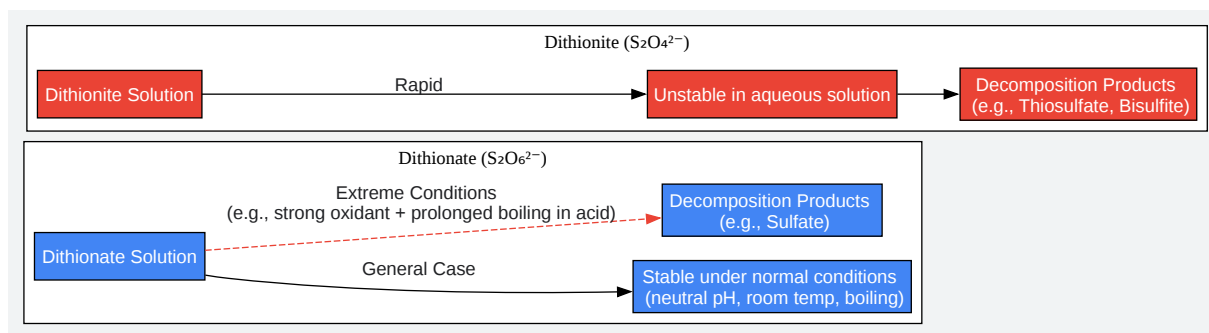 Dithionite (S₂O₄²⁻)
Dithionite Solution
Rapid
Unstable in aqueous solution
Decomposition Products
(e.g., Thiosulfate, Bisulfite)
Dithionate (S₂O₆²⁻)
Extreme Conditions
(e.g., strong oxidant + prolonged boiling in acid)
Decomposition Products
(e.g., Sulfate)
Dithionate Solution
General Case
Stable under normal conditions
(neutral pH, room temp, boiling)